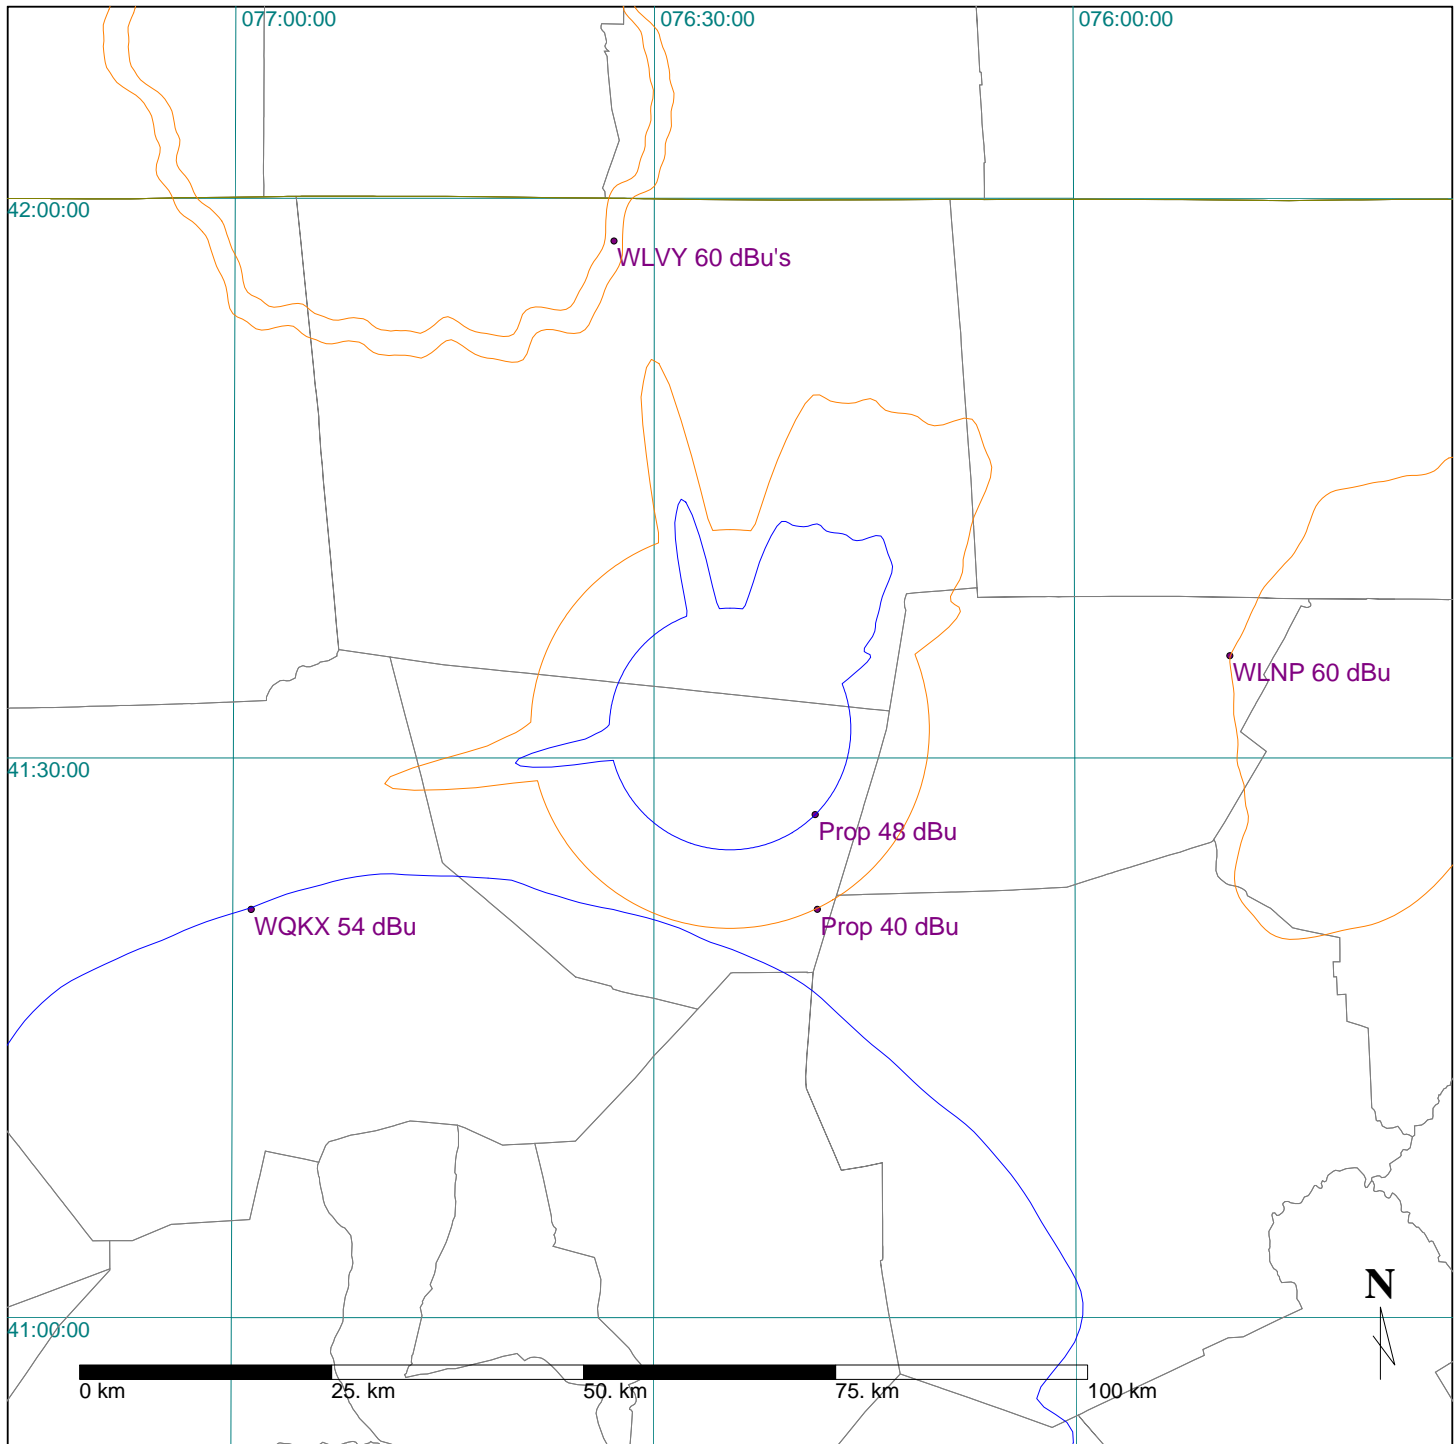 077:00:00
076:30:00
076:00:00
42:00:00
WLVY 60 dBu's
WLNP 60 dBu
41:30:00
Prop 48 dBu
WQKX 54 dBu
Prop 40 dBu
N
41:00:00
0 km
25. km
50. km
75. km
100 km